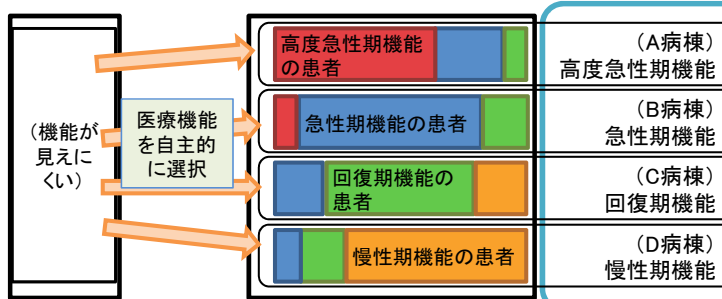 (機能が
見えに
くい)
医療機能
を自主的
に選択
高度急性期機能
の患者
急性期機能の患者
回復期機能の
患者
慢性期機能の患者
(A病棟)
高度急性期機能
(B病棟)
急性期機能
(C病棟)
回復期機能
(D病棟)
慢性期機能